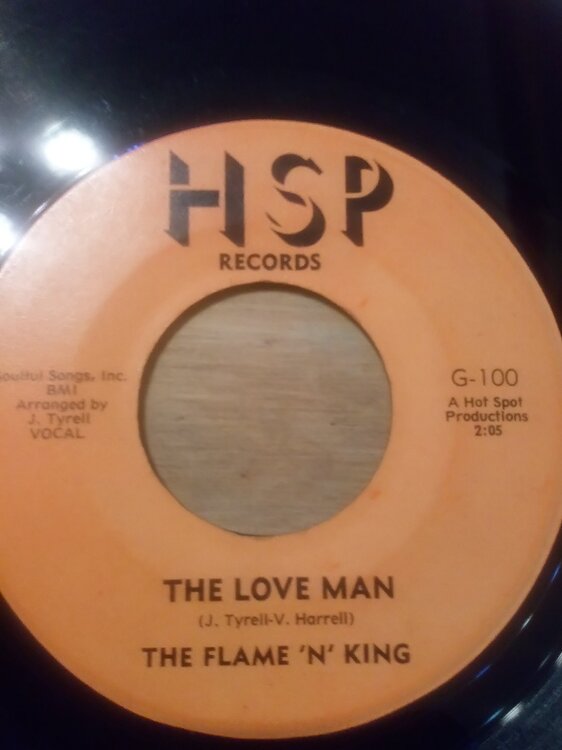 HSP
RECORDS
Soulful Songs, Inc.
BMI
Arranged by
J. Tyrell
VOCAL
G-100
A Hot Spot
Productions
2:05
THE LOVE MAN
(J. Tyrell-V. Harrell)
THE FLAME 'N' KING